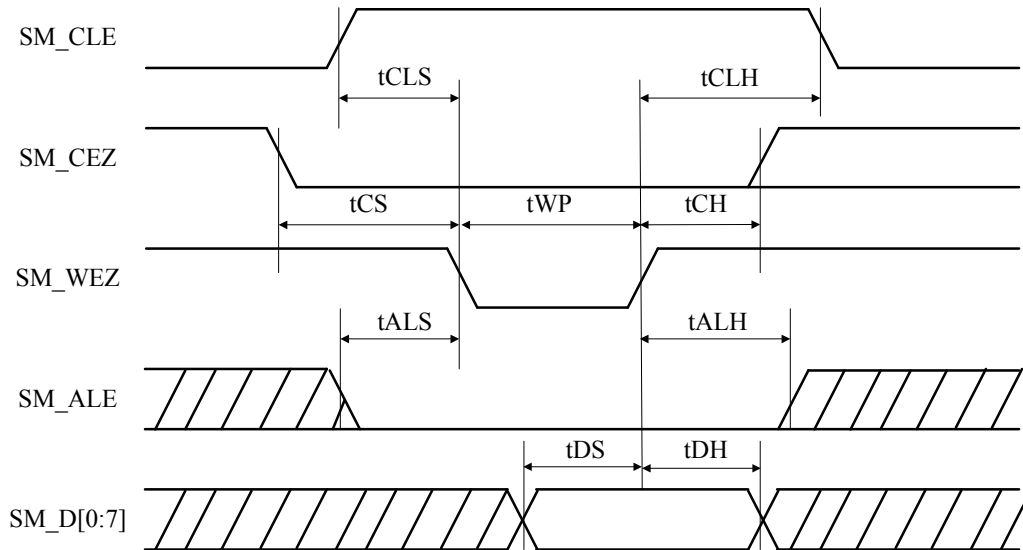 SM_CLE
tCLS tCLH
SM_CEZ
tCS tWP tCH
SM_WEZ
tALS tALH
SM_ALE
tDS tDH
SM_D[0:7]